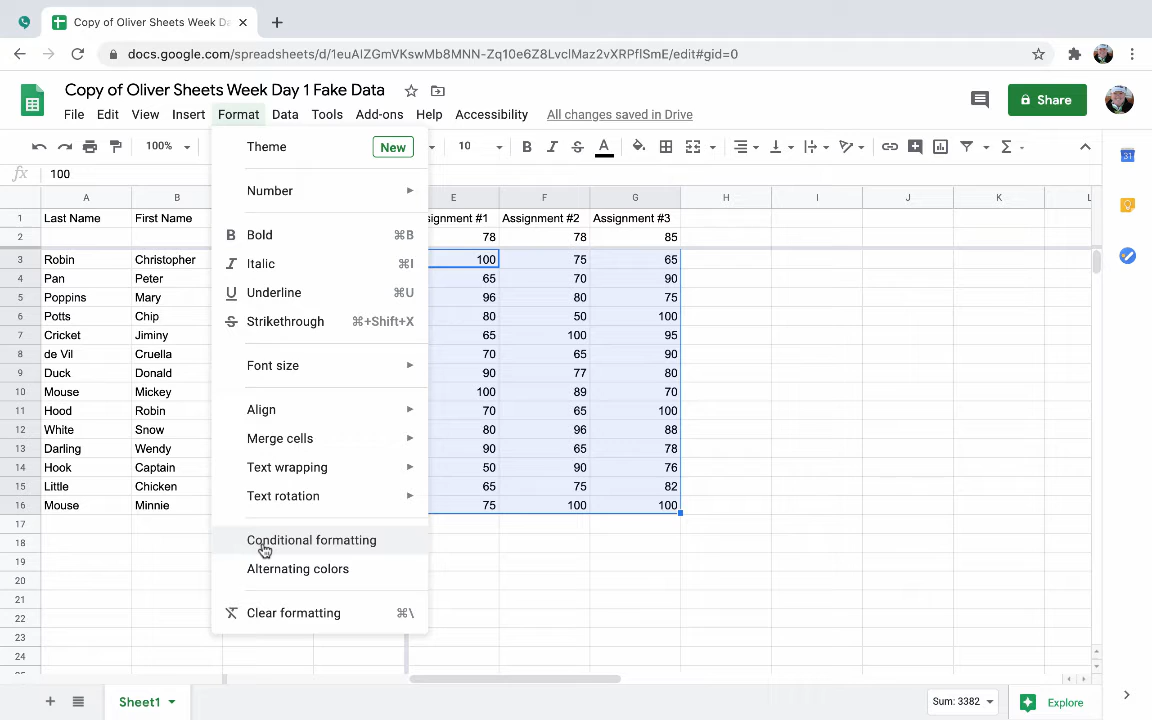 Copy of Oliver Sheets Week Da
docs.google.com/spreadsheets/d/1euAIZGmVKswMb8MNN-Zq10e6Z8LvclMaz2vXRPflSmE/edit#gid=0
Copy of Oliver Sheets Week Day 1 Fake Data
File Edit View Insert Format Data Tools Add-ons Help Accessibility All changes saved in Drive
Share
100% 10 B I S A
fx 100
Theme New
Number
B Bold ⌘B
I Italic ⌘I
U Underline ⌘U
S Strikethrough ⌘+Shift+X
Font size
Align
Merge cells
Text wrapping
Text rotation
Conditional formatting
Alternating colors
Clear formatting ⌘\
A B E F G H I J K L
1 Last Name First Name signment #1 Assignment #2 Assignment #3
2 78 78 85
3 Robin Christopher 100 75 65
4 Pan Peter 65 70 90
5 Poppins Mary 96 80 75
6 Potts Chip 80 50 100
7 Cricket Jiminy 65 100 95
8 de Vil Cruella 70 65 90
9 Duck Donald 90 77 80
10 Mouse Mickey 100 89 70
11 Hood Robin 70 65 100
12 White Snow 80 96 88
13 Darling Wendy 90 65 78
14 Hook Captain 50 90 76
15 Little Chicken 65 75 82
16 Mouse Minnie 75 100 100
17
18
19
20
21
22
23
24
Sheet1
Sum: 3382
Explore
31